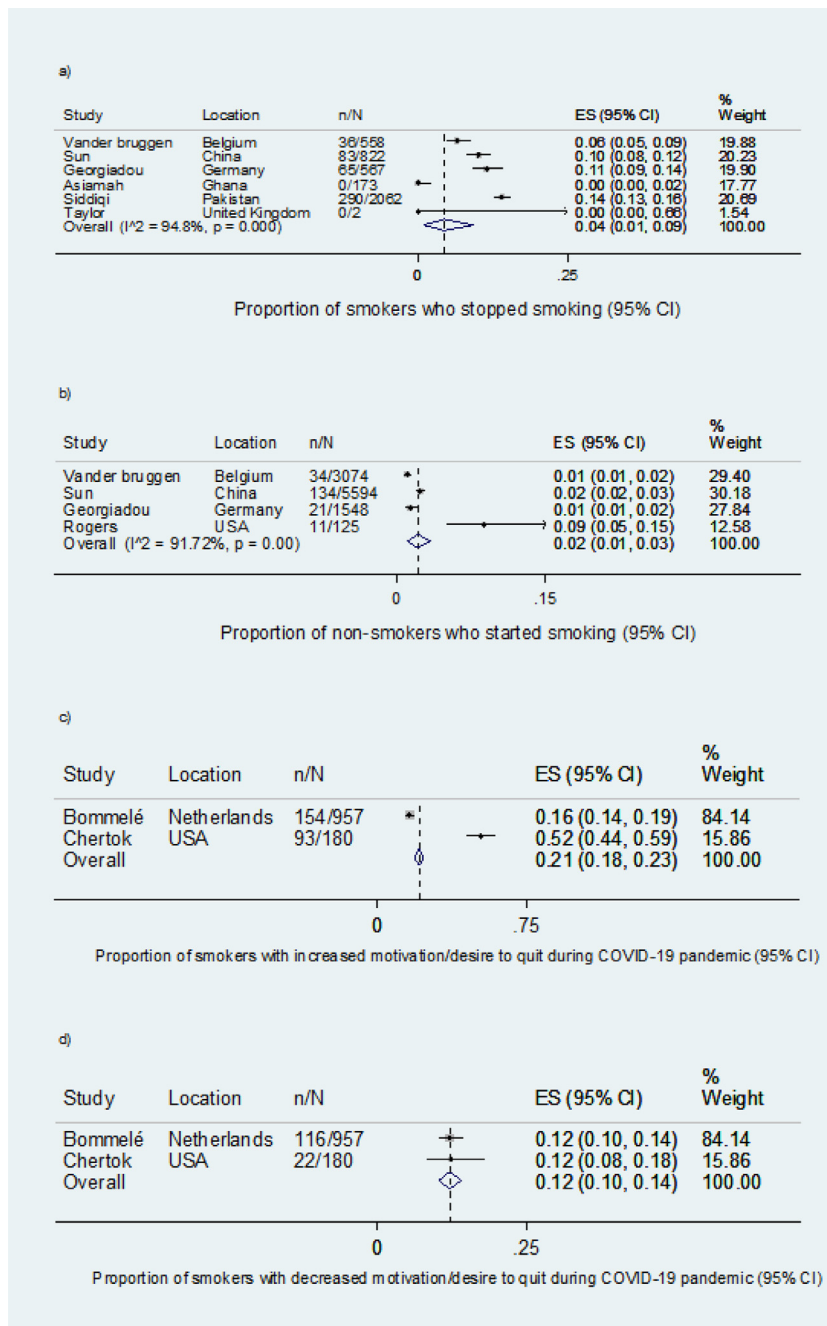 a)
%
Study Location n/N ES (95% CI) Weight
Vander bruggen Belgium 36/558 0.06 (0.05, 0.09) 19.88
Sun China 83/822 0.10 (0.08, 0.12) 20.23
Georgiadou Germany 65/567 0.11 (0.09, 0.14) 19.90
Asiamah Ghana 0/173 0.00 (0.00, 0.02) 17.77
Siddiqi Pakistan 290/2062 0.14 (0.13, 0.16) 20.69
Taylor United Kingdom 0/2 0.00 (0.00, 0.66) 1.54
Overall (I^2 = 94.8%, p = 0.000) 0.04 (0.01, 0.09) 100.00
0 .25
Proportion of smokers who stopped smoking (95% CI)
b)
%
Study Location n/N ES (95% CI) Weight
Vander bruggen Belgium 34/3074 0.01 (0.01, 0.02) 29.40
Sun China 134/5594 0.02 (0.02, 0.03) 30.18
Georgiadou Germany 21/1548 0.01 (0.01, 0.02) 27.84
Rogers USA 11/125 0.09 (0.05, 0.15) 12.58
Overall (I^2 = 91.72%, p = 0.00) 0.02 (0.01, 0.03) 100.00
0 .15
Proportion of non-smokers who started smoking (95% CI)
c)
%
Study Location n/N ES (95% CI) Weight
Bommelé Netherlands 154/957 0.16 (0.14, 0.19) 84.14
Chertok USA 93/180 0.52 (0.44, 0.59) 15.86
Overall 0.21 (0.18, 0.23) 100.00
0 .75
Proportion of smokers with increased motivation/desire to quit during COVID-19 pandemic (95% CI)
d)
%
Study Location n/N ES (95% CI) Weight
Bommelé Netherlands 116/957 0.12 (0.10, 0.14) 84.14
Chertok USA 22/180 0.12 (0.08, 0.18) 15.86
Overall 0.12 (0.10, 0.14) 100.00
0 .25
Proportion of smokers with decreased motivation/desire to quit during COVID-19 pandemic (95% CI)